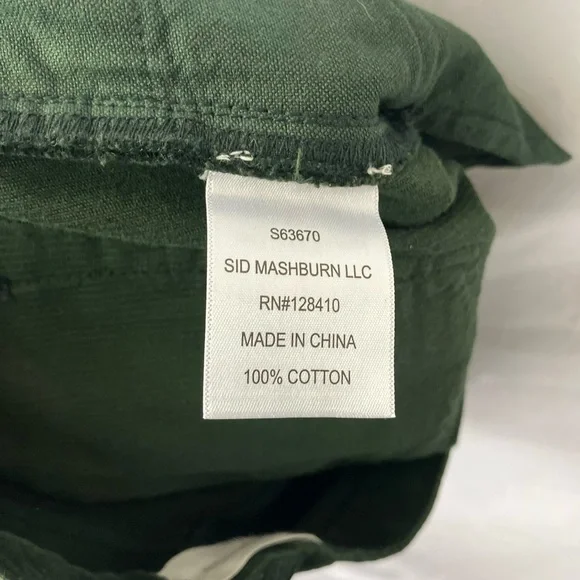 S63670
SID MASHBURN LLC
RN#128410
MADE IN CHINA
100% COTTON